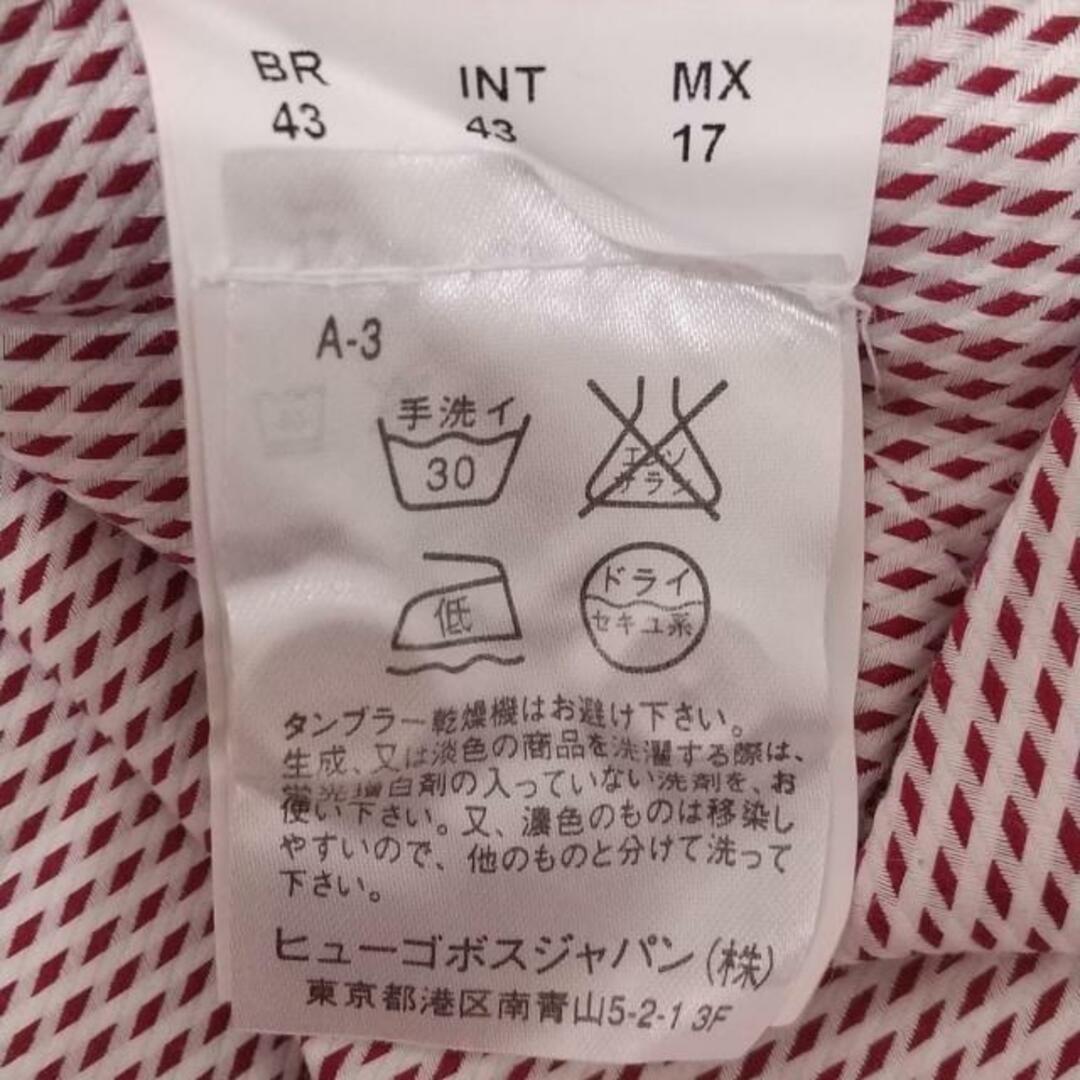 BR INT MX
43 43 17
A-3
手洗イ
30
エンソ
サラシ
低
ドライ
セキユ系
タンブラー乾燥機はお避け下さい。
生成、又は淡色の商品を洗濯する際は、
蛍光増白剤の入っていない洗剤を、お
使い下さい。又、濃色のものは移染し
やすいので、他のものと分けて洗って
下さい。
ヒューゴボスジャパン(株)
東京都港区南青山5-2-1 3F